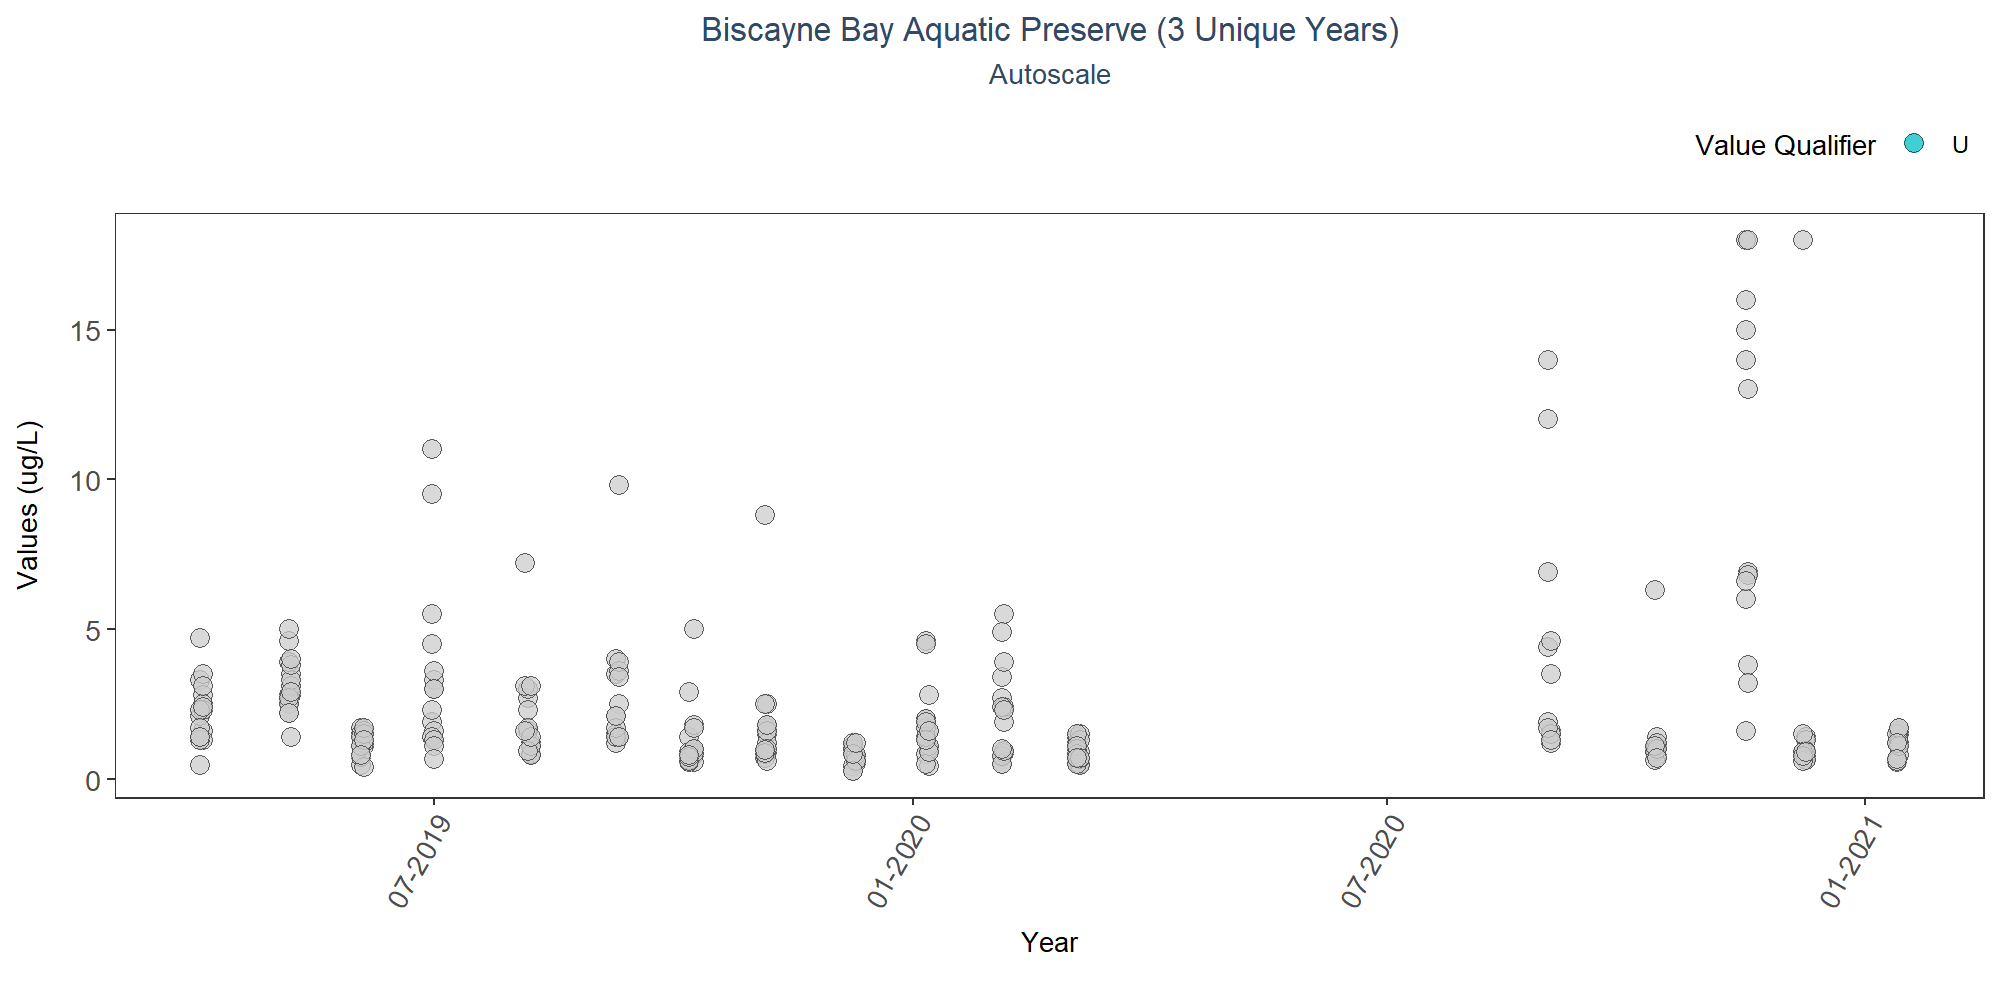 Biscayne Bay Aquatic Preserve (3 Unique Years)
Autoscale
Value Qualifier U
Values (ug/L)
15
10
5
0
07-2019
01-2020
07-2020
01-2021
Year